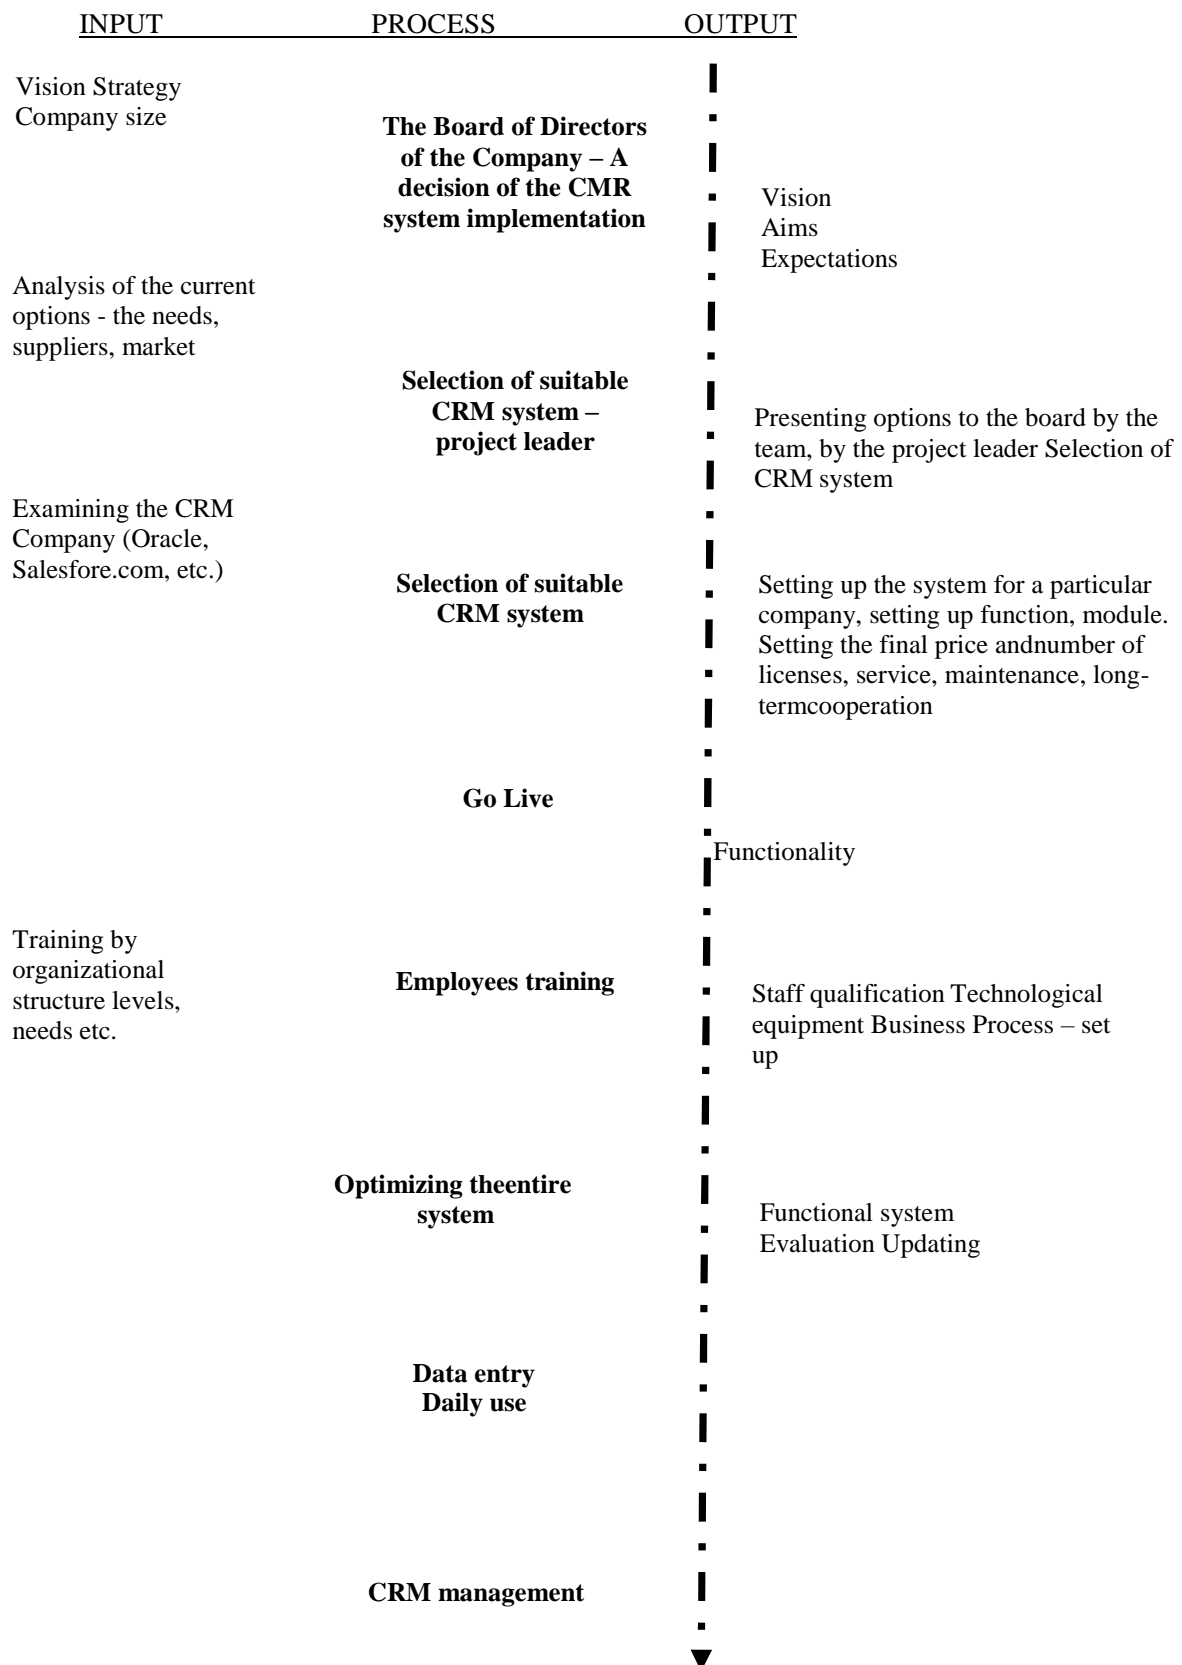 INPUT PROCESS OUTPUT
Vision Strategy
Company size
The Board of Directors
of the Company – A
decision of the CMR
system implementation
Vision
Aims
Expectations
Analysis of the current
options - the needs,
suppliers, market
Selection of suitable
CRM system –
project leader
Presenting options to the board by the
team, by the project leader Selection of
CRM system
Examining the CRM
Company (Oracle,
Salesfore.com, etc.)
Selection of suitable
CRM system
Setting up the system for a particular
company, setting up function, module.
Setting the final price andnumber of
licenses, service, maintenance, long-
termcooperation
Go Live
Functionality
Training by
organizational
structure levels,
needs etc.
Employees training
Staff qualification Technological
equipment Business Process – set
up
Optimizing theentire
system
Functional system
Evaluation Updating
Data entry
Daily use
CRM management